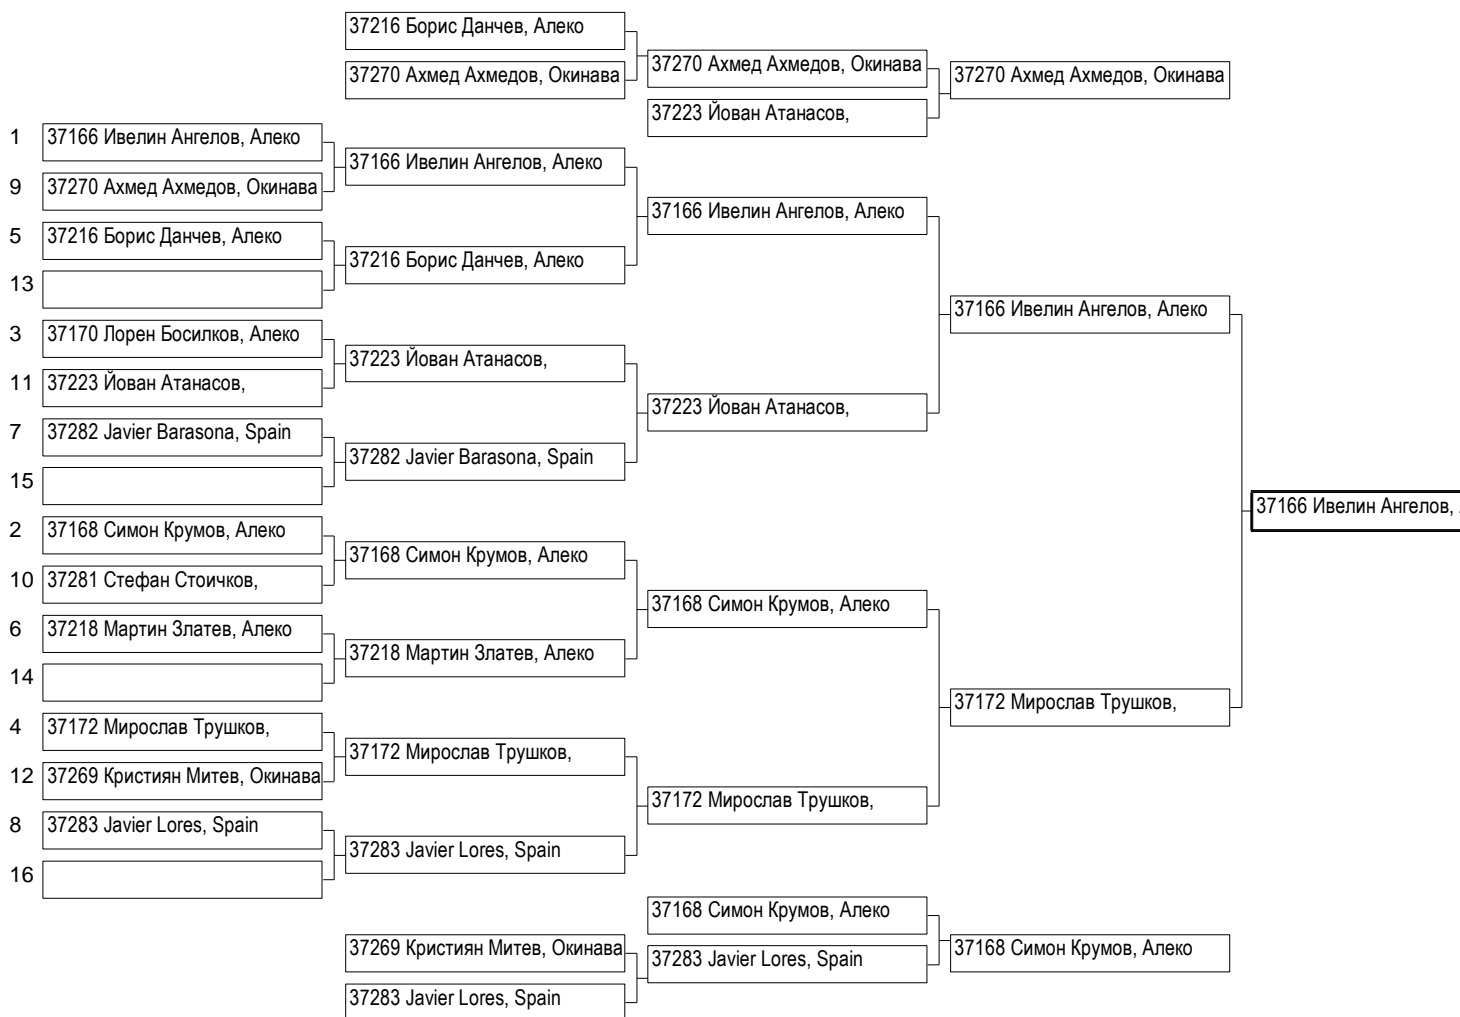 37216 Борис Данчев, Алеко
37270 Ахмед Ахмедов, Окинава
37270 Ахмед Ахмедов, Окинава
37270 Ахмед Ахмедов, Окинава
37223 Йован Атанасов,
1 37166 Ивелин Ангелов, Алеко
37166 Ивелин Ангелов, Алеко
9 37270 Ахмед Ахмедов, Окинава
37166 Ивелин Ангелов, Алеко
5 37216 Борис Данчев, Алеко
37216 Борис Данчев, Алеко
13
37166 Ивелин Ангелов, Алеко
3 37170 Лорен Босилков, Алеко
37223 Йован Атанасов,
11 37223 Йован Атанасов,
37223 Йован Атанасов,
7 37282 Javier Barasona, Spain
37282 Javier Barasona, Spain
15
37166 Ивелин Ангелов,
2 37168 Симон Крумов, Алеко
37168 Симон Крумов, Алеко
10 37281 Стефан Стоичков,
37168 Симон Крумов, Алеко
6 37218 Мартин Златев, Алеко
37218 Мартин Златев, Алеко
14
37172 Мирослав Трушков,
4 37172 Мирослав Трушков,
37172 Мирослав Трушков,
12 37269 Кристиян Митев, Окинава
37172 Мирослав Трушков,
8 37283 Javier Lores, Spain
37283 Javier Lores, Spain
16
37168 Симон Крумов, Алеко
37269 Кристиян Митев, Окинава
37283 Javier Lores, Spain
37168 Симон Крумов, Алеко
37283 Javier Lores, Spain